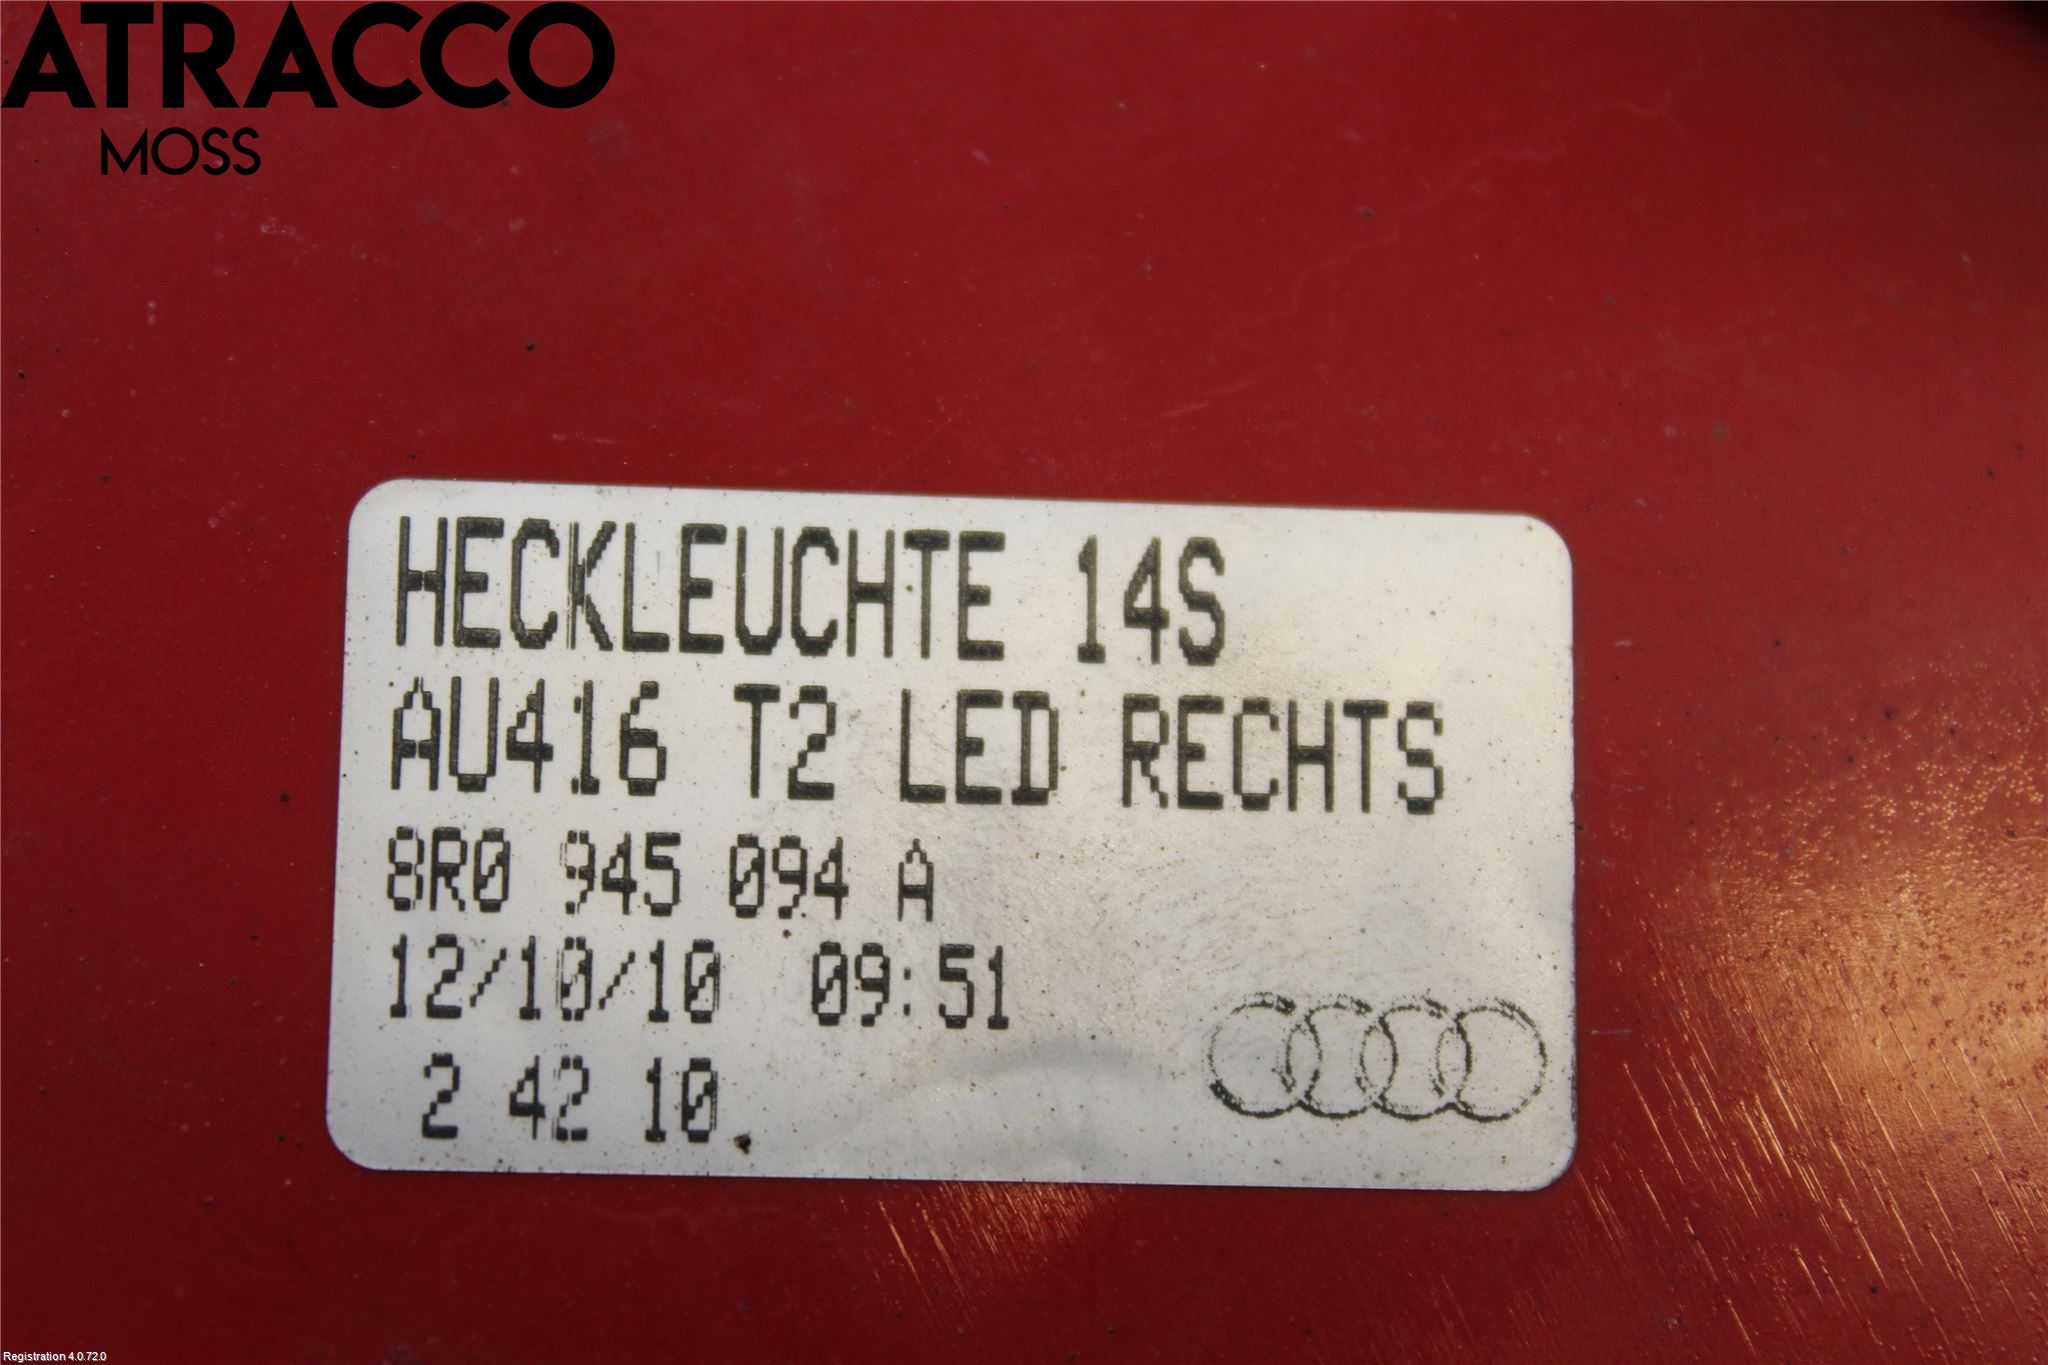 ATRACCO
MOSS
HECKLEUCHTE 14S
AU416 T2 LED RECHTS
8R0 945 094 A
12/10/10 09:51
2 42 10
Registration 4.0.72.0